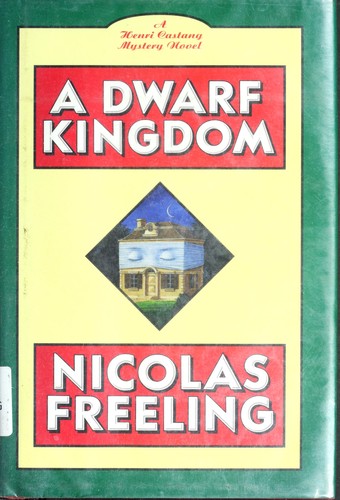 A
Henri Castang
Mystery Novel
A DWARF
KINGDOM
NICOLAS
FREELING